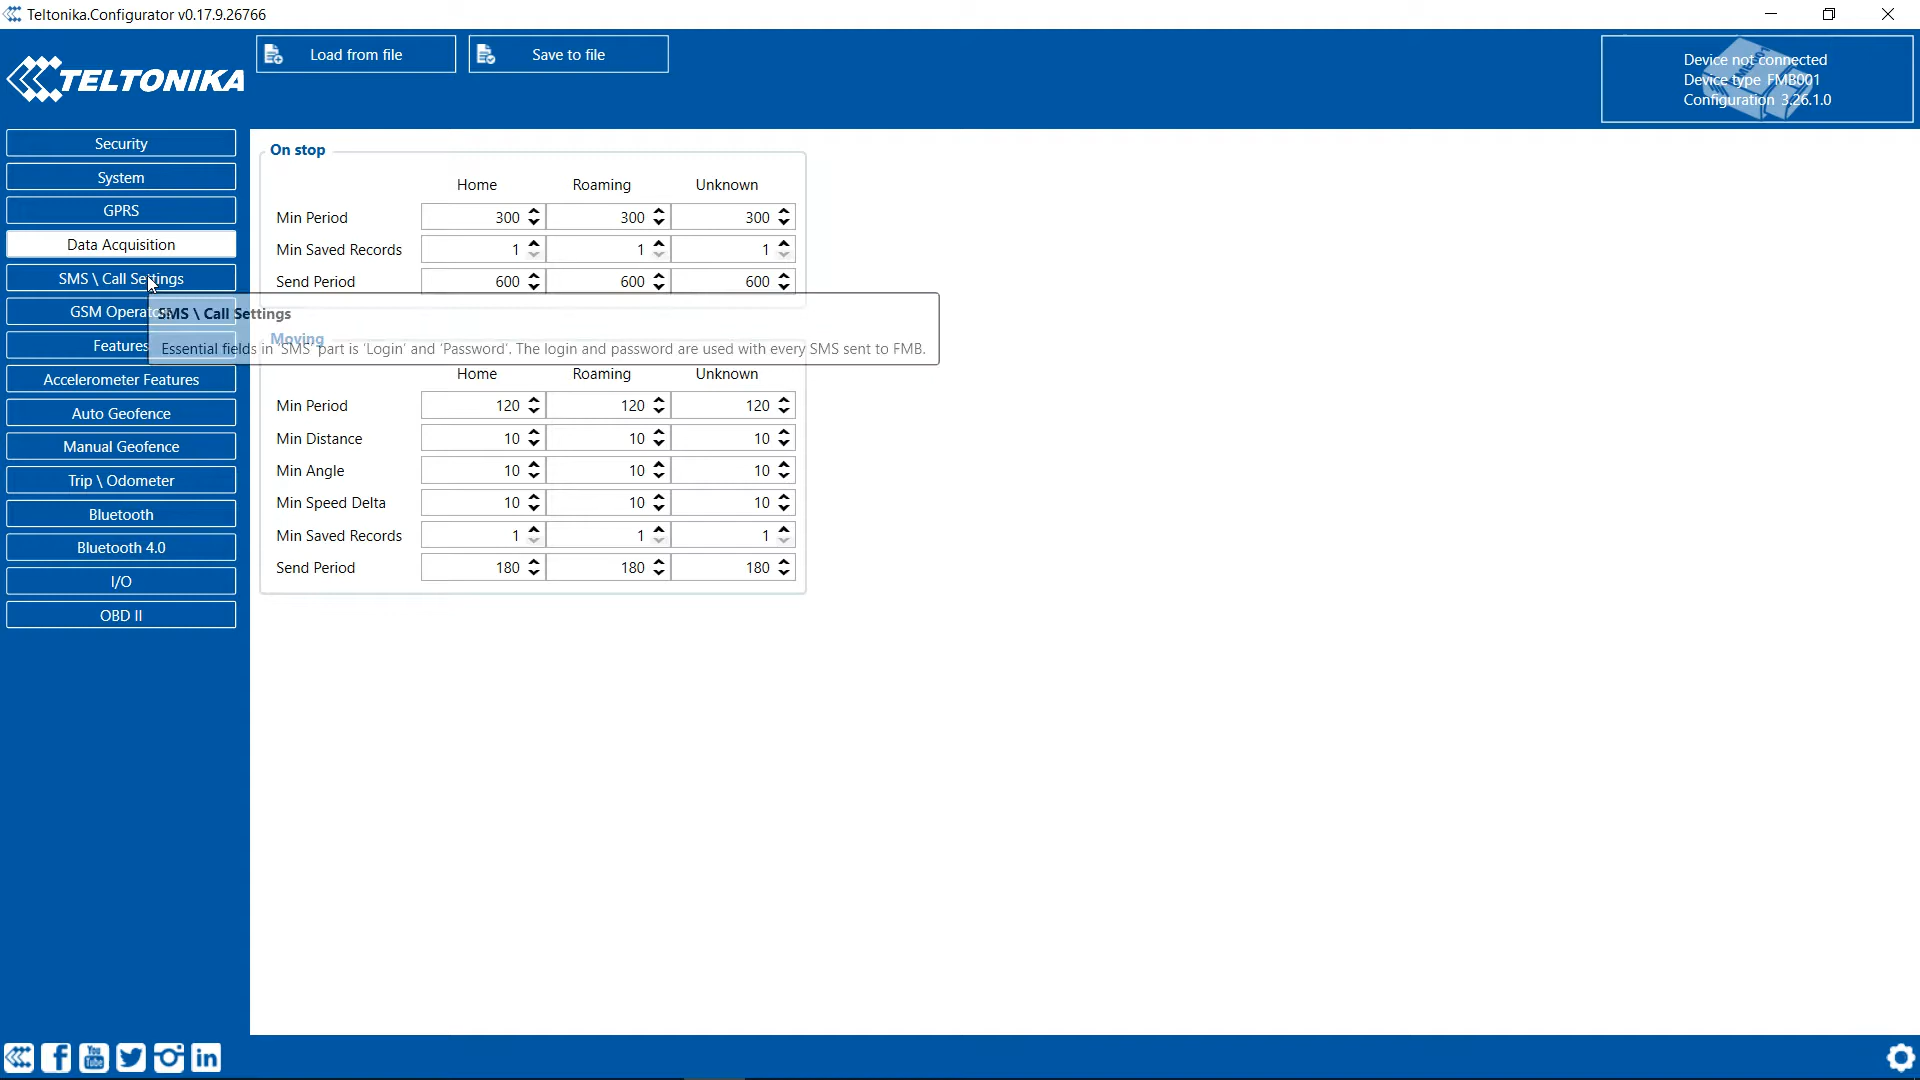 Teltonika.Configurator v0.17.9.26766
TELTONIKA
Load from file
Save to file
Device not connected
Device type FMB001
Configuration 3.26.1.0
Security
System
GPRS
Data Acquisition
SMS \ Call Settings
GSM Operators
Features
Accelerometer Features
Auto Geofence
Manual Geofence
Trip \ Odometer
Bluetooth
Bluetooth 4.0
I/O
OBD II
On stop
Home Roaming Unknown
Min Period 300 300 300
Min Saved Records 1 1 1
Send Period 600 600 600
SMS \ Call Settings
Essential fields in 'SMS' part is 'Login' and 'Password'. The login and password are used with every SMS sent to FMB.
Moving
Home Roaming Unknown
Min Period 120 120 120
Min Distance 10 10 10
Min Angle 10 10 10
Min Speed Delta 10 10 10
Min Saved Records 1 1 1
Send Period 180 180 180
You
Tube
in